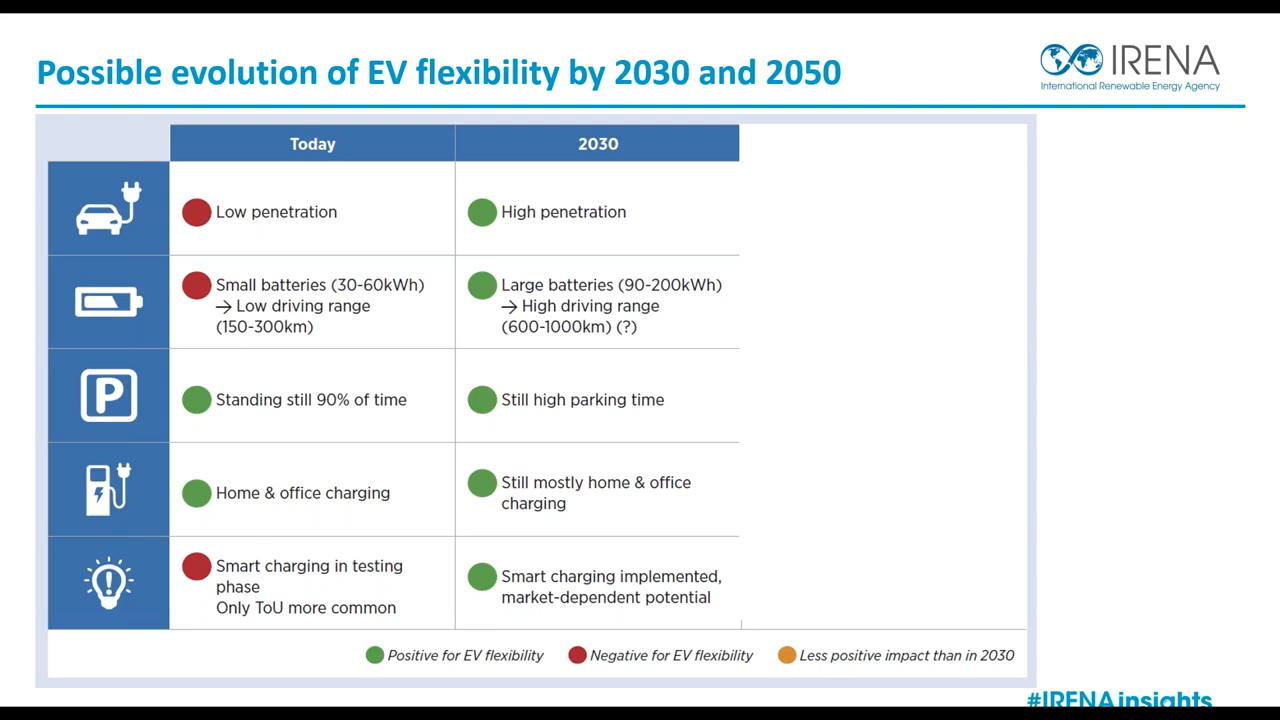 Possible evolution of EV flexibility by 2030 and 2050
IRENA
International Renewable Energy Agency
Today
2030
Low penetration
High penetration
Small batteries (30-60kWh)
→ Low driving range
(150-300km)
Large batteries (90-200kWh)
→ High driving range
(600-1000km) (?)
P
Standing still 90% of time
Still high parking time
Home & office charging
Still mostly home & office
charging
Smart charging in testing
phase
Only ToU more common
Smart charging implemented,
market-dependent potential
Positive for EV flexibility
Negative for EV flexibility
Less positive impact than in 2030
#IRENAinsights